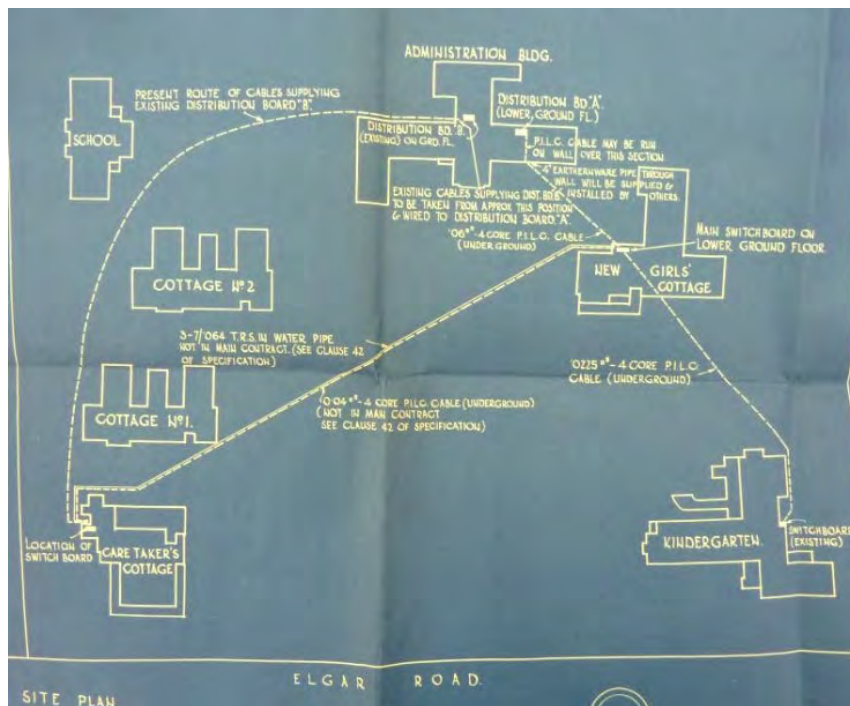 ADMINISTRATION BLDG.
PRESENT ROUTE OF CABLES SUPPLYING
EXISTING DISTRIBUTION BOARD "B".
SCHOOL
DISTRIBUTION BD. "A".
(LOWER, GROUND FL.)
DISTRIBUTION BD. "B".
(EXISTING) ON GRD. FL.
P.I.L.C. CABLE MAY BE RUN
ON WALL OVER THIS SECTION
4" EARTHERNWARE PIPE THROUGH
WALL WILL BE SUPPLIED &
INSTALLED BY OTHERS.
EXISTING CABLES SUPPLYING DIST. BD. "B"
TO BE TAKEN FROM APPROX THIS POSITION
& WIRED TO DISTRIBUTION BOARD. "A".
'06▫" - 4 CORE P.I.L.C. CABLE
(UNDERGROUND)
MAIN SWITCHBOARD ON
LOWER GROUND FLOOR.
NEW GIRLS'
COTTAGE
COTTAGE Nº 2
3-7/064 T.R.S. IN WATER PIPE
NOT IN MAIN CONTRACT. (SEE CLAUSE 42
OF SPECIFICATION)
'0225▫" - 4 CORE P.I.L.C.
CABLE (UNDERGROUND)
COTTAGE Nº1.
0·04▫" - 4 CORE P.I.L.C. CABLE (UNDERGROUND)
(NOT IN MAIN CONTRACT
SEE CLAUSE 42 OF SPECIFICATION)
LOCATION OF
SWITCH BOARD
CARE TAKER'S
COTTAGE
KINDERGARTEN.
SWITCHBOARD
(EXISTING)
ELGAR ROAD.
SITE PLAN